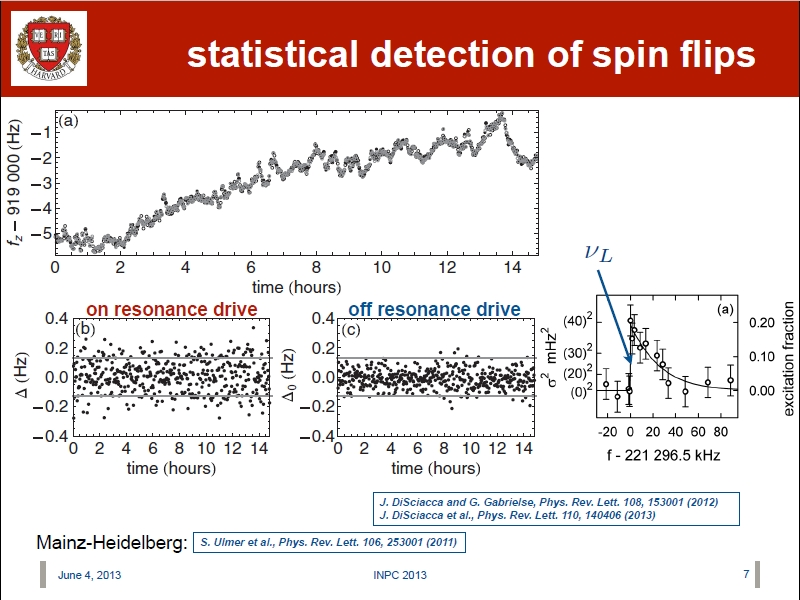 VE RI TAS
HARVARD
statistical detection of spin flips
(a)
f_z − 919 000 (Hz)
−1
−2
−3
−4
−5
0 2 4 6 8 10 12 14
time (hours)
on resonance drive
off resonance drive
(b)
Δ (Hz)
0.4
0.2
0.0
−0.2
−0.4
0 2 4 6 8 10 12 14
time (hours)
(c)
Δ₀ (Hz)
0.4
0.2
0.0
−0.2
−0.4
0 2 4 6 8 10 12 14
time (hours)
ν_L
(a)
σ² mHz²
(40)²
(30)²
(20)²
(0)²
0.20
0.10
0.00
excitation fraction
-20 0 20 40 60 80
f - 221 296.5 kHz
J. DiSciacca and G. Gabrielse, Phys. Rev. Lett. 108, 153001 (2012)
J. DiSciacca et al., Phys. Rev. Lett. 110, 140406 (2013)
Mainz-Heidelberg:
S. Ulmer et al., Phys. Rev. Lett. 106, 253001 (2011)
June 4, 2013
INPC 2013
7